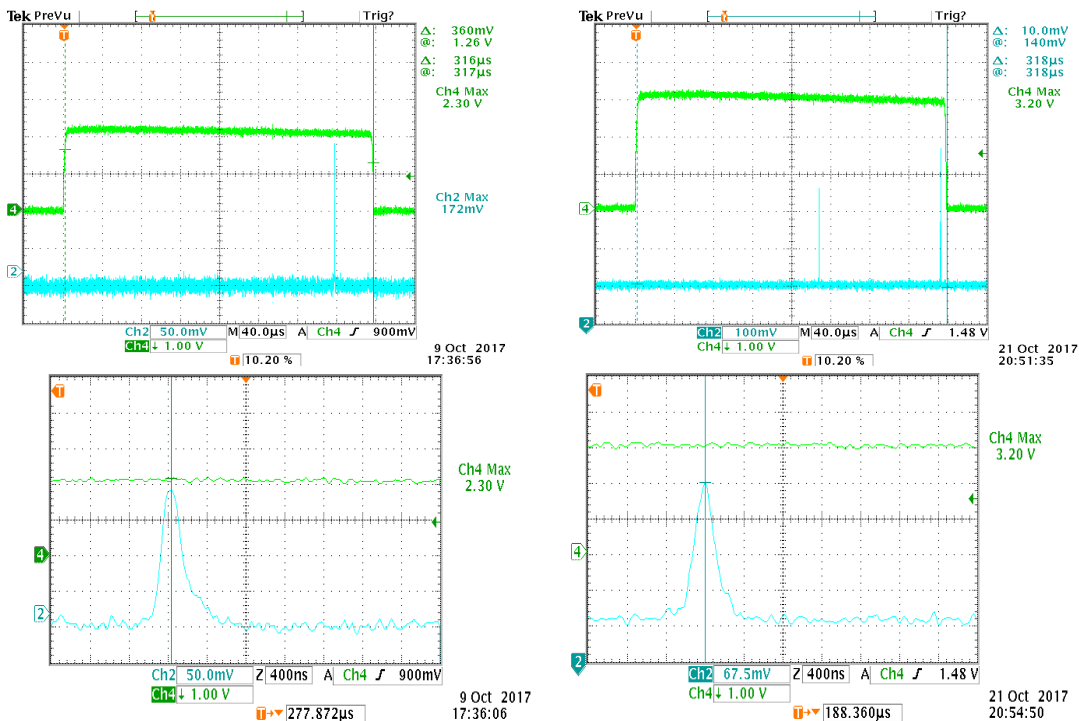 Tek PreVu
Trig?
T
T
Δ: 360mV
@: 1.26 V
Δ: 316µs
@: 317µs
Ch4 Max
2.30 V
Ch2 Max
172mV
4
2
Ch2 50.0mV M 40.0µs A Ch4 900mV
Ch4 1.00 V
T 10.20 %
9 Oct 2017
17:36:56
Tek PreVu
Trig?
T
T
Δ: 10.0mV
@: 140mV
Δ: 318µs
@: 318µs
Ch4 Max
3.20 V
4
2
Ch2 100mV M 40.0µs A Ch4 1.48 V
Ch4 1.00 V
T 10.20 %
21 Oct 2017
20:51:35
T
Ch4 Max
2.30 V
4
2
Ch2 50.0mV Z 400ns A Ch4 900mV
Ch4 1.00 V
T 277.872µs
9 Oct 2017
17:36:06
T
Ch4 Max
3.20 V
4
2
Ch2 67.5mV Z 400ns A Ch4 1.48 V
Ch4 1.00 V
T 188.360µs
21 Oct 2017
20:54:50